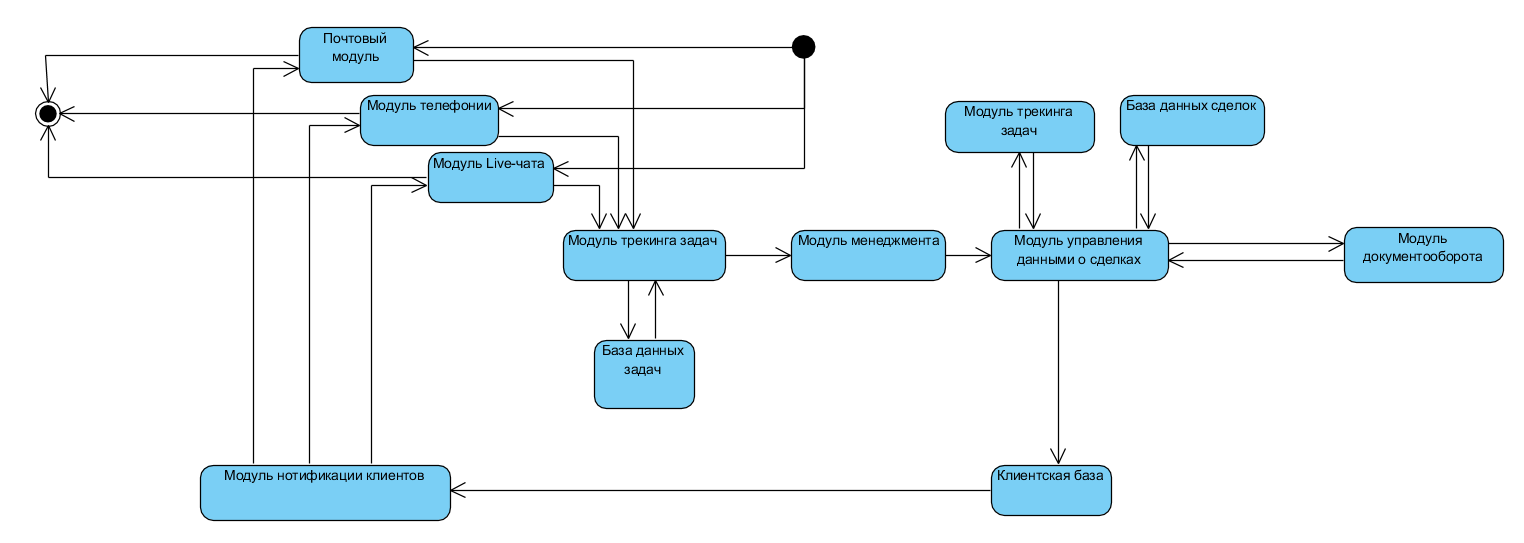 Почтовый
модуль
Модуль телефонии
Модуль Live-чата
Модуль трекинга
задач
База данных сделок
Модуль трекинга задач
Модуль менеджмента
Модуль управления
данными о сделках
Модуль
документооборота
База данных
задач
Модуль нотификации клиентов
Клиентская база